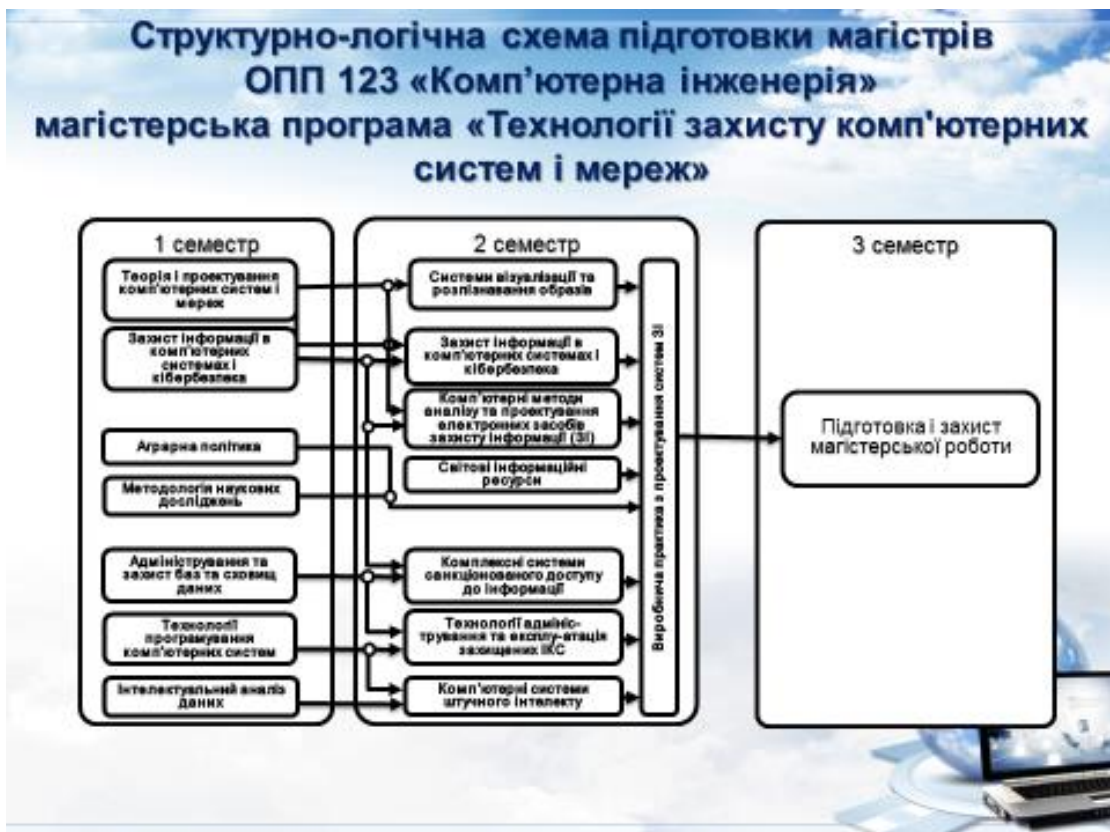 Структурно-логічна схема підготовки магістрів
ОПП 123 «Комп’ютерна інженерія»
магістерська програма «Технології захисту комп'ютерних
систем і мереж»
1 семестр
Теорія і проектування
комп'ютерних систем і
мереж
Захист інформації в
комп'ютерних
системах і
кібербезпека
Аграрна політика
Методологія наукових
досліджень
Адміністрування та
захист баз та сховищ
даних
Технології
програмування
комп'ютерних систем
Інтелектуальний аналіз
даних
2 семестр
Системи візуалізації та
розпізнавання образів
Захист інформації в
комп'ютерних системах і
кібербезпека
Комп'ютерні методи
аналізу та проектування
електронних засобів
захисту інформації (ЗІ)
Світові інформаційні
ресурси
Комплексні системи
санкціонованого доступу
до інформації
Технології адмініс-
трування та експлу-атація
захищених ІКС
Комп'ютерні системи
штучного інтелекту
Виробнича практика з проектування систем ЗІ
3 семестр
Підготовка і захист
магістерської роботи